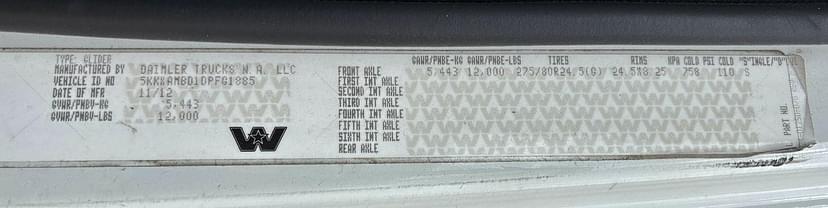 TYPE: GLIDER
MANUFACTURED BY DAIMLER TRUCKS N.A. LLC
VEHICLE ID NO 5KKXAMBD1DPFG1885
DATE OF MFR 11/12
GVWR/PNBV-KG 5,443
GVWR/PNBV-LBS 12,000
GAWR/PNBE-KG GAWR/PNBE-LBS TIRES RIMS KPA COLD PSI COLD
FRONT AXLE 5,443 12,000 275/80R24.5(G) 24.5X8.25 758 110 S
FIRST INT AXLE
SECOND INT AXLE
THIRD INT AXLE
FOURTH INT AXLE
FIFTH INT AXLE
SIXTH INT AXLE
REAR AXLE
PART NO.